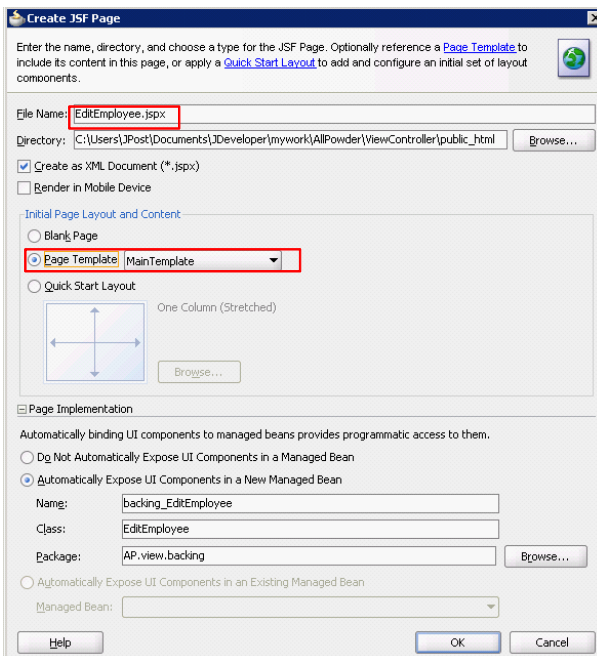 Create JSF Page
Enter the name, directory, and choose a type for the JSF Page. Optionally reference a Page Template to
include its content in this page, or apply a Quick Start Layout to add and configure an initial set of layout
components.
File Name: EditEmployee.jspx
Directory: C:\Users\JPost\Documents\JDeveloper\mywork\AllPowder\ViewController\public_html Browse...
Create as XML Document (*.jspx)
Render in Mobile Device
Initial Page Layout and Content
Blank Page
Page Template MainTemplate
Quick Start Layout
One Column (Stretched)
Browse...
Page Implementation
Automatically binding UI components to managed beans provides programmatic access to them.
Do Not Automatically Expose UI Components in a Managed Bean
Automatically Expose UI Components in a New Managed Bean
Name: backing_EditEmployee
Class: EditEmployee
Package: AP.view.backing Browse...
Automatically Expose UI Components in an Existing Managed Bean
Managed Bean:
Help OK Cancel